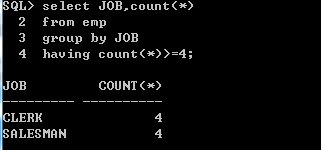 SQL> select JOB,count(*)
2 from emp
3 group by JOB
4 having count(*)>=4;
JOB COUNT(*)
--------- ----------
CLERK 4
SALESMAN 4